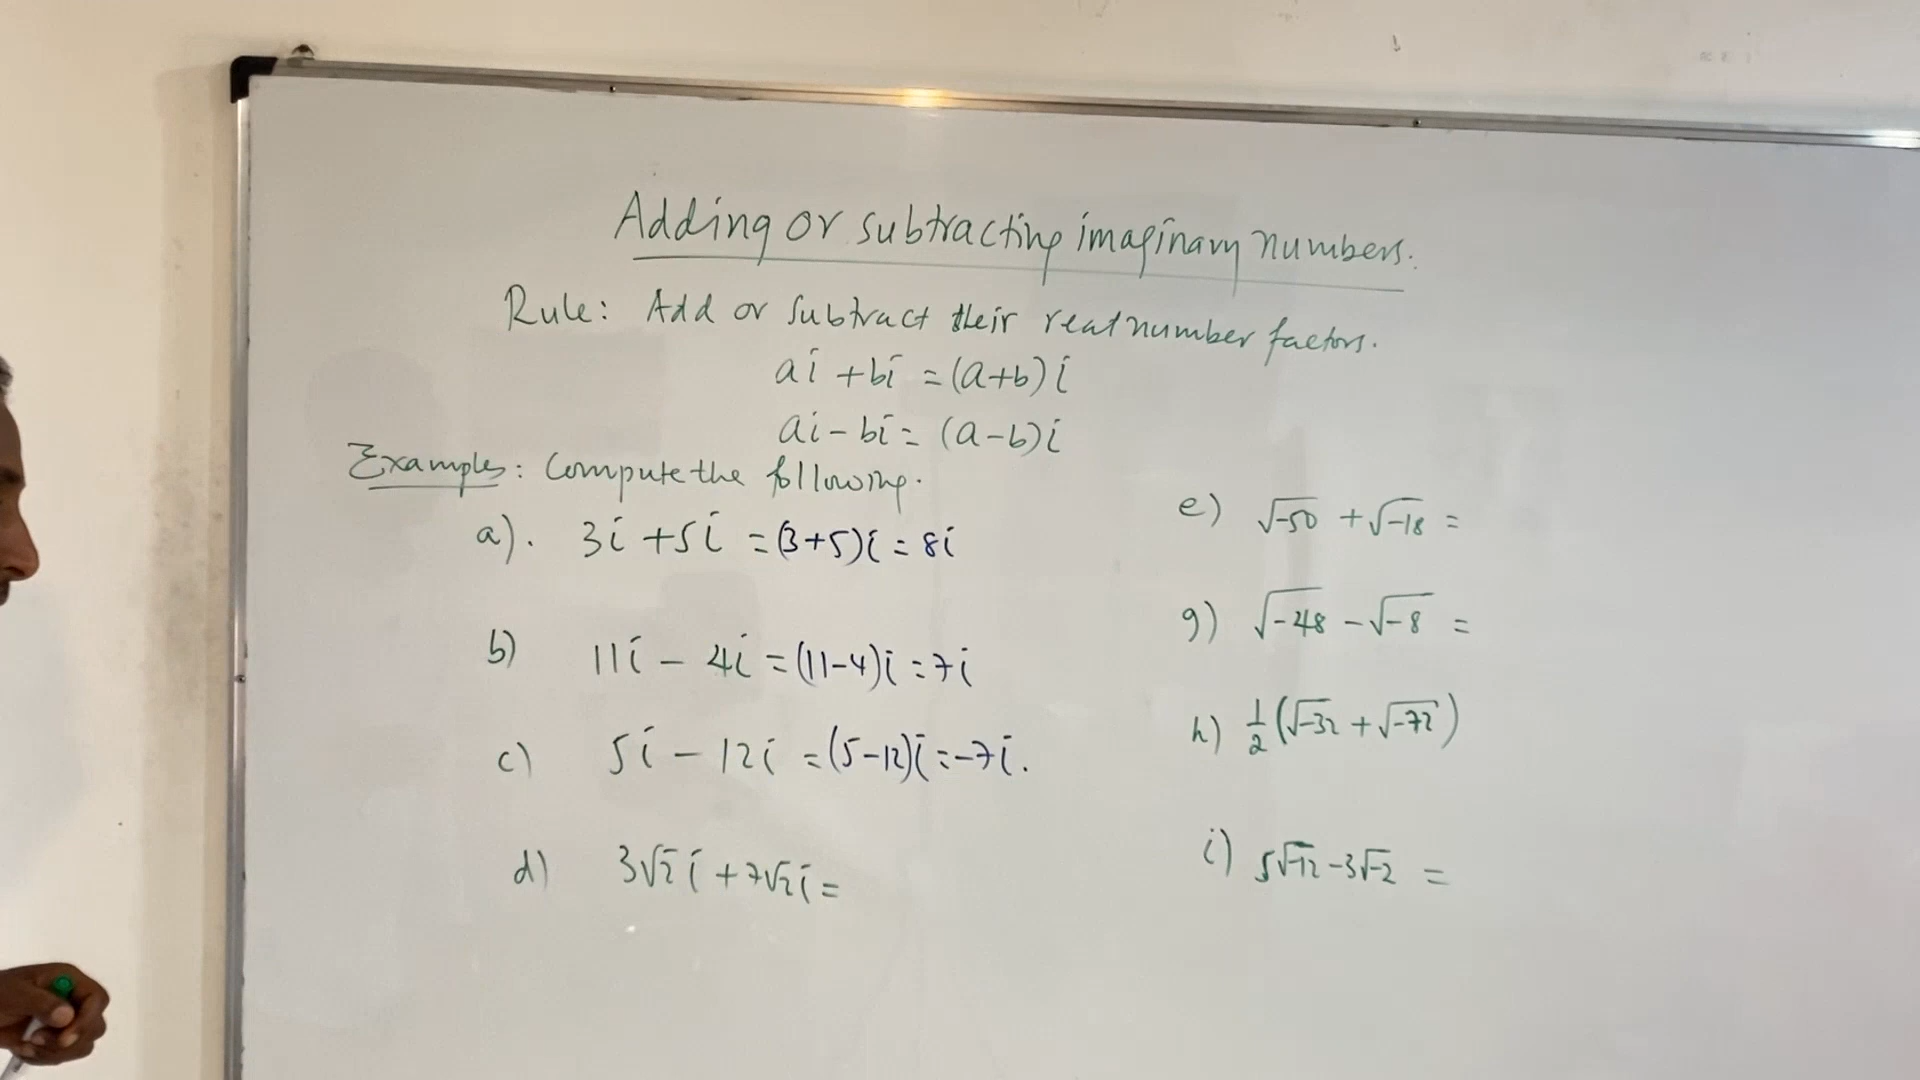 Adding or subtracting imaginary numbers.
Rule: Add or subtract their real number factors.
ai + bi = (a+b)i
ai - bi = (a-b)i
Examples: Compute the following.
a). 3i + 5i = (3+5)i = 8i
b) 11i - 4i = (11-4)i = 7i
c) 5i - 12i = (5-12)i = -7i.
d) 3√2 i + 7√2 i =
e) √-50 + √-18 =
g) √-48 - √-8 =
h) 1/2 (√-32 + √-72)
i) 5√-12 - 3√-2 =